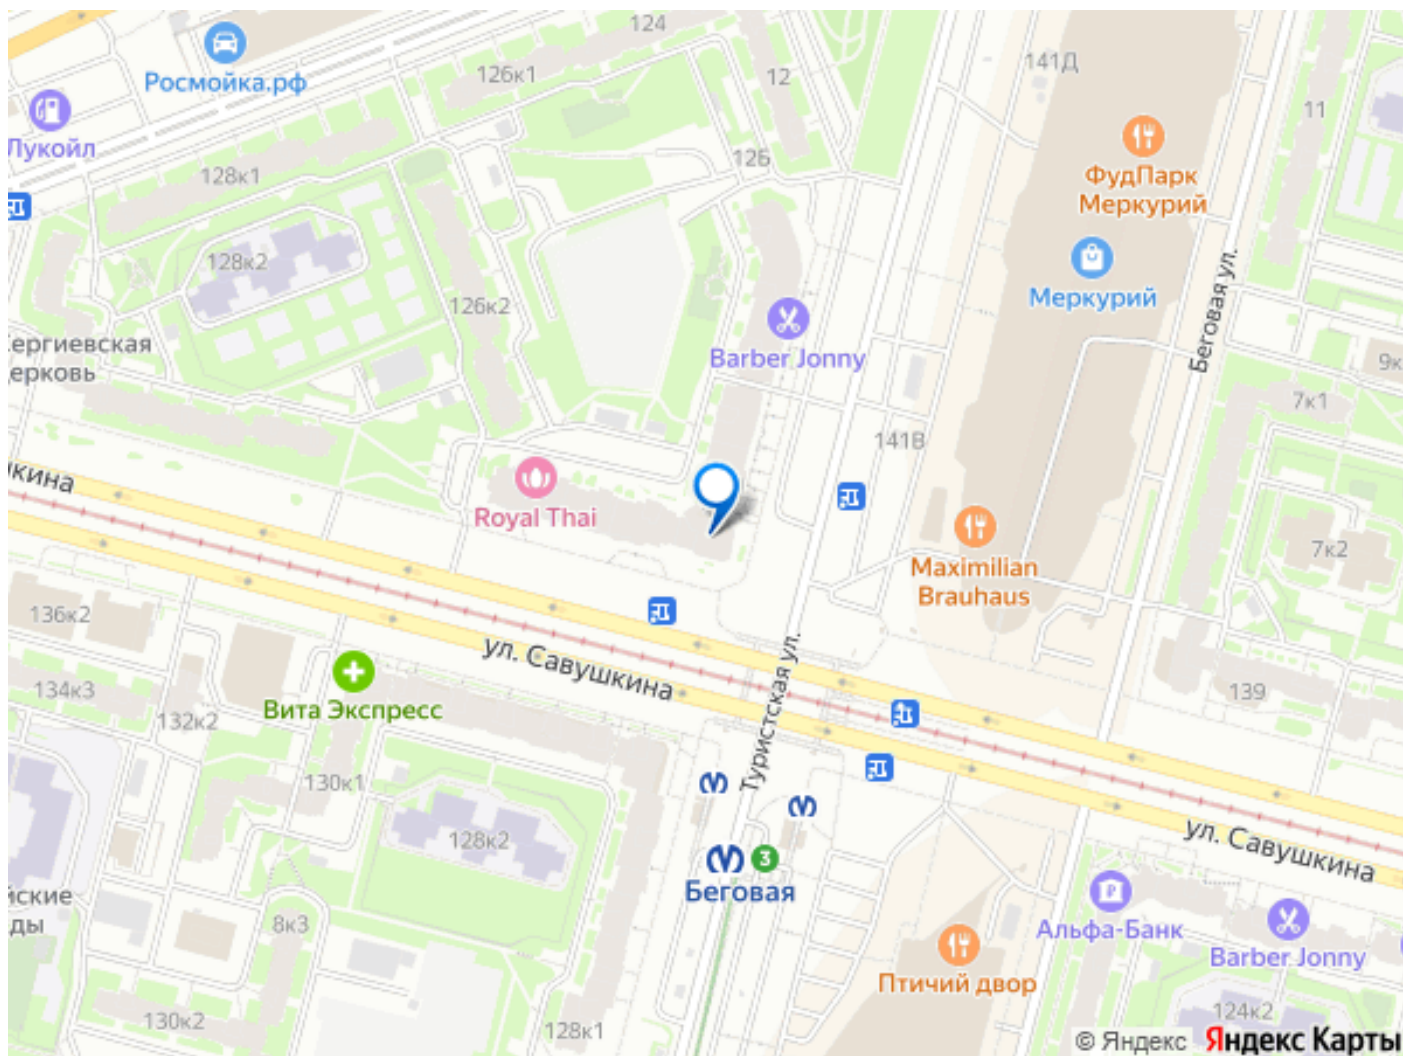 124
Росмойка.рф
126к1
12
141Д
11
Лукойл
128к1
12Б
ФудПарк
Меркурий
128к2
126к2
Меркурий
Беговая ул.
ергиевская
ерковь
Barber Jonny
9к
7к1
141В
кина
Royal Thai
7к2
Maximilian
Brauhaus
136к2
ул. Савушкина
Туристская ул.
134к3
Вита Экспресс
132к2
139
130к1
128к2
3
Беговая
ул. Савушкина
йские
ды
8к3
Альфа-Банк
Barber Jonny
Птичий двор
130к2
128к1
124к2
© Яндекс Яндекс Карты